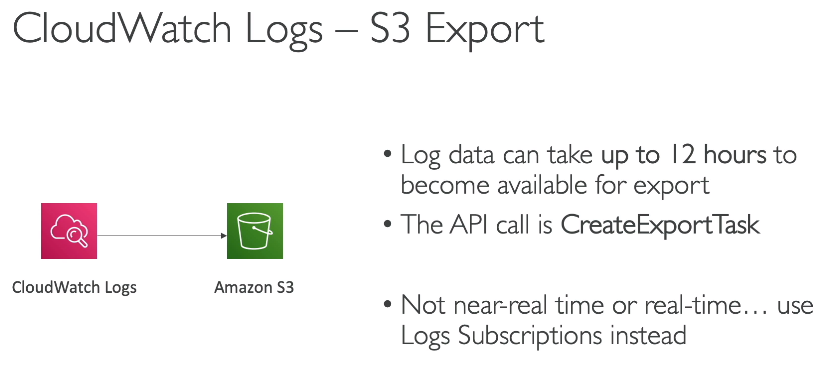 CloudWatch Logs – S3 Export
• Log data can take up to 12 hours to
become available for export
• The API call is CreateExportTask
CloudWatch Logs
Amazon S3
• Not near-real time or real-time… use
Logs Subscriptions instead